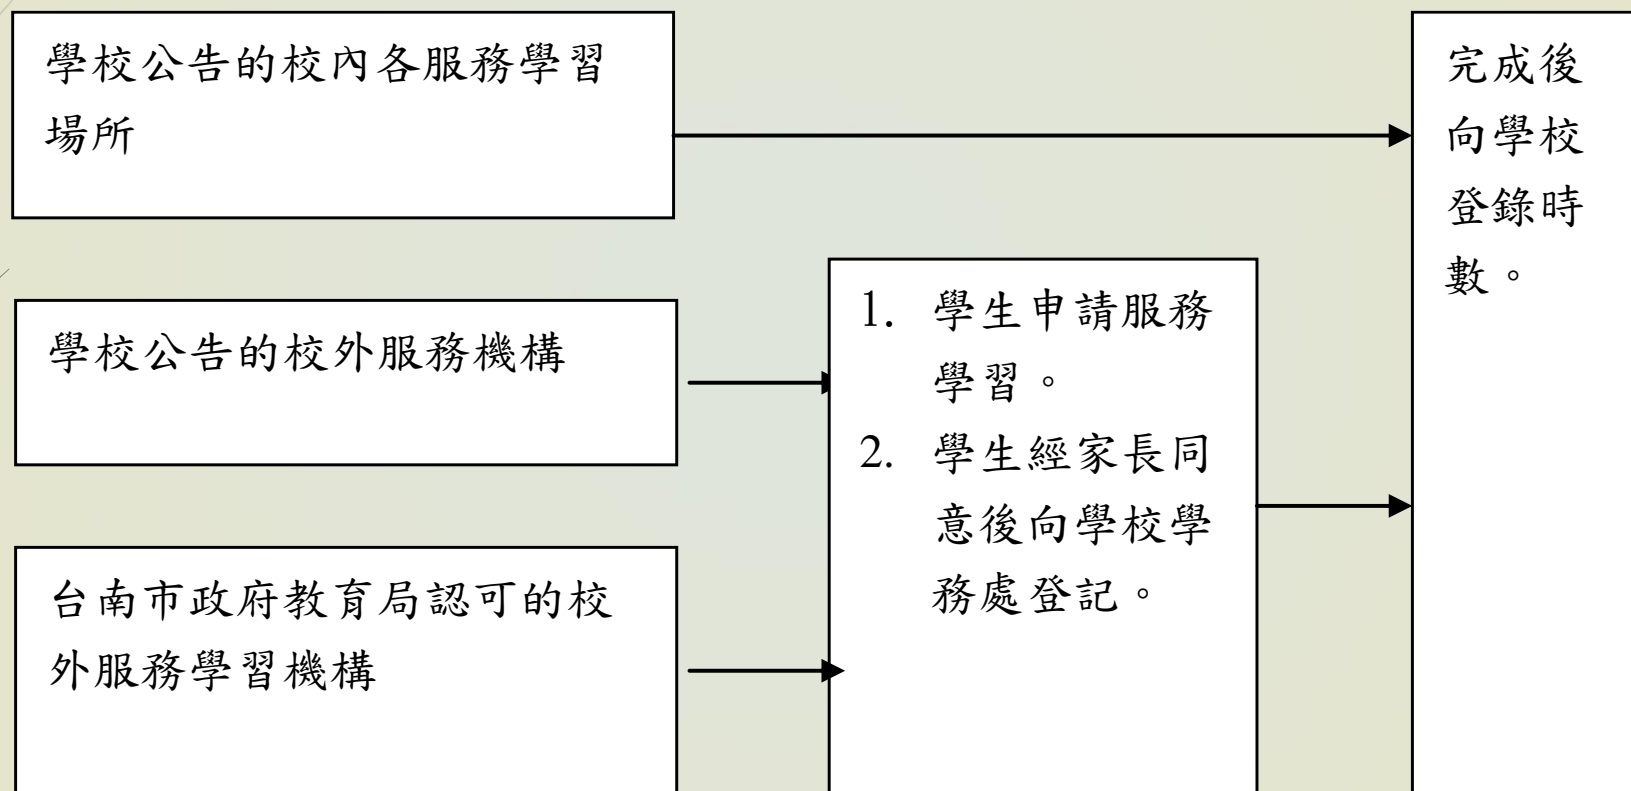 學校公告的校內各服務學習
場所
學校公告的校外服務機構
台南市政府教育局認可的校
外服務學習機構
1. 學生申請服務
學習。
2. 學生經家長同
意後向學校學
務處登記。
完成後
向學校
登錄時
數。